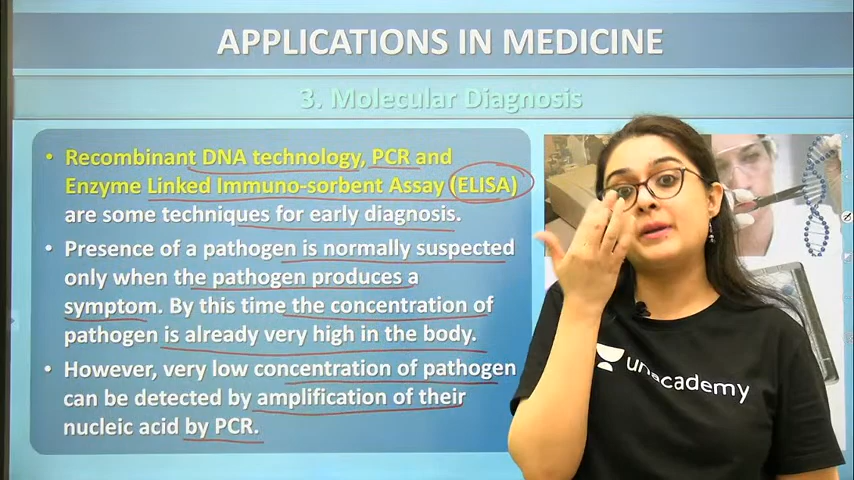 APPLICATIONS IN MEDICINE
3. Molecular Diagnosis
• Recombinant DNA technology, PCR and
Enzyme Linked Immuno-sorbent Assay (ELISA)
are some techniques for early diagnosis.
• Presence of a pathogen is normally suspected
only when the pathogen produces a
symptom. By this time the concentration of
pathogen is already very high in the body.
• However, very low concentration of pathogen
can be detected by amplification of their
nucleic acid by PCR.
unacademy